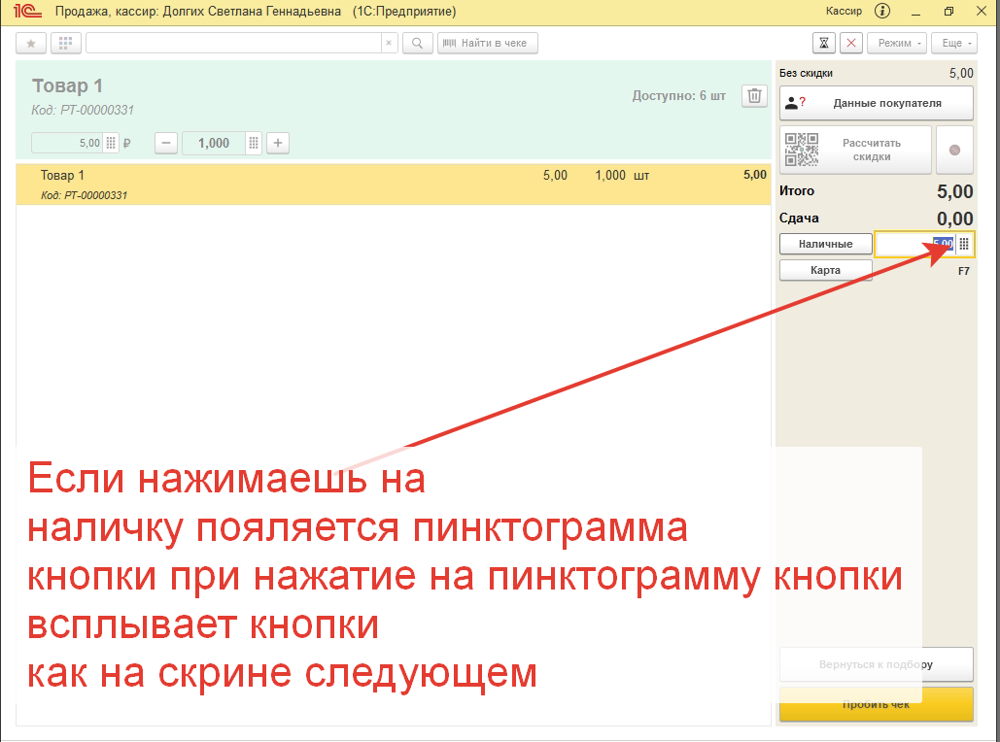 1С Продажа, кассир: Долгих Светлана Геннадьевна (1С:Предприятие) Кассир
Найти в чеке Режим Еще
Товар 1
Код: РТ-00000331
Доступно: 6 шт
5,00 ₽ − 1,000 +
Товар 1 5,00 1,000 шт 5,00
Код: РТ-00000331
Без скидки 5,00
Данные покупателя
Рассчитать
скидки
Итого 5,00
Сдача 0,00
Наличные 5,00
Карта F7
Если нажимаешь на
наличку пояляется пинктограмма
кнопки при нажатие на пинктограмму кнопки
всплывает кнопки
как на скрине следующем
Вернуться к подбору
Пробить чек